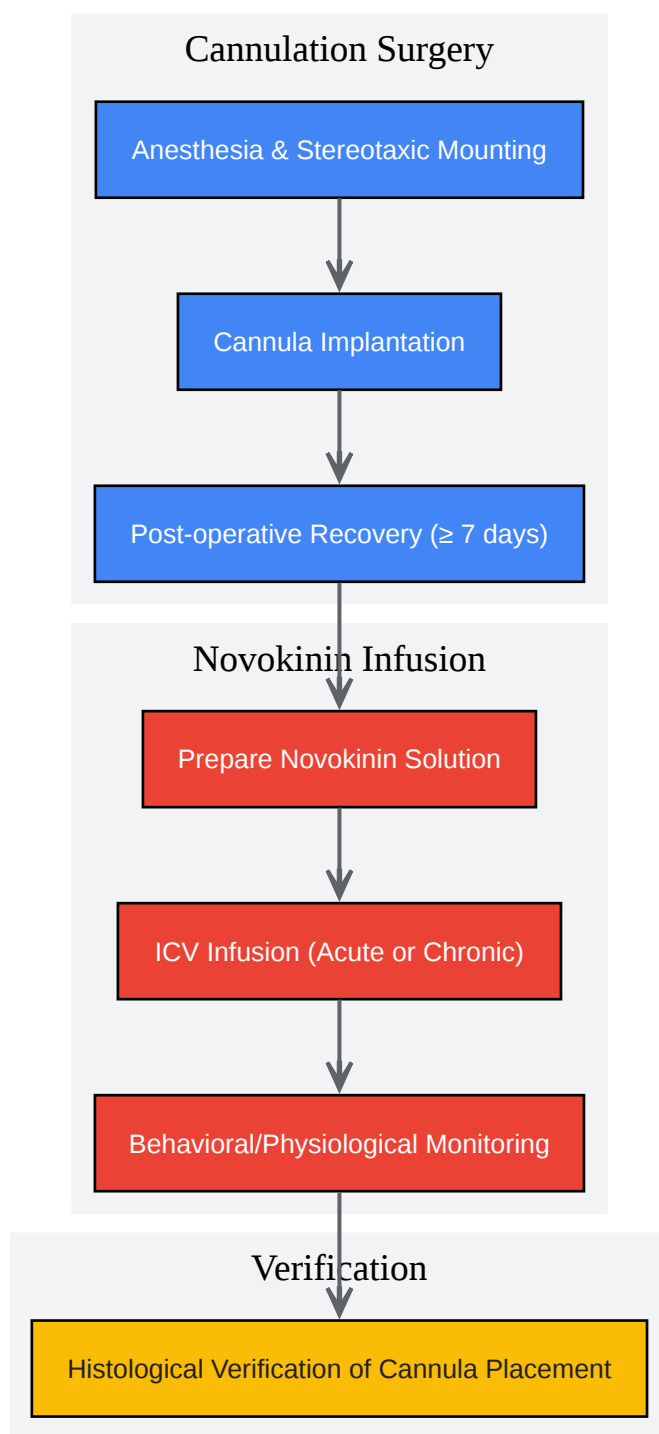 Cannulation Surgery
Anesthesia & Stereotaxic Mounting
Cannula Implantation
Post-operative Recovery (≥ 7 days)
Novokinin Infusion
Prepare Novokinin Solution
ICV Infusion (Acute or Chronic)
Behavioral/Physiological Monitoring
Verification
Histological Verification of Cannula Placement